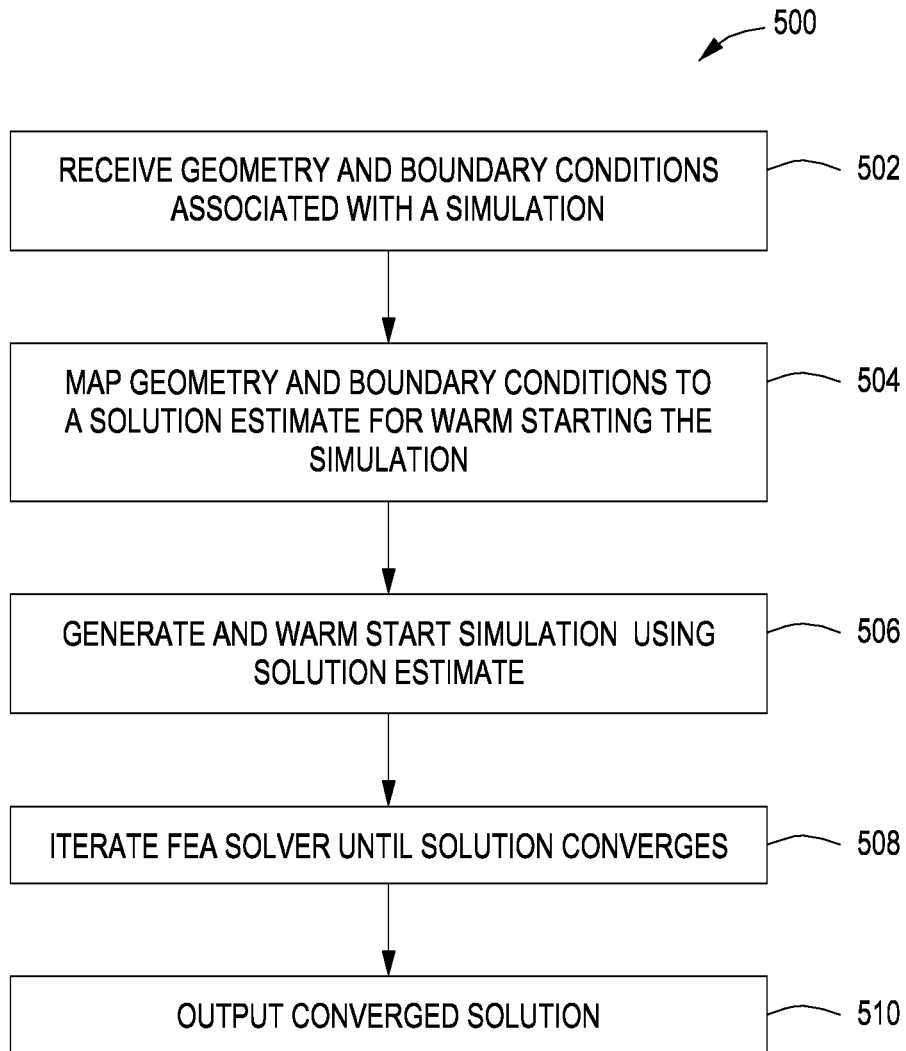 500
RECEIVE GEOMETRY AND BOUNDARY CONDITIONS
ASSOCIATED WITH A SIMULATION
502
MAP GEOMETRY AND BOUNDARY CONDITIONS TO
A SOLUTION ESTIMATE FOR WARM STARTING THE
SIMULATION
504
GENERATE AND WARM START SIMULATION USING
SOLUTION ESTIMATE
506
ITERATE FEA SOLVER UNTIL SOLUTION CONVERGES
508
OUTPUT CONVERGED SOLUTION
510